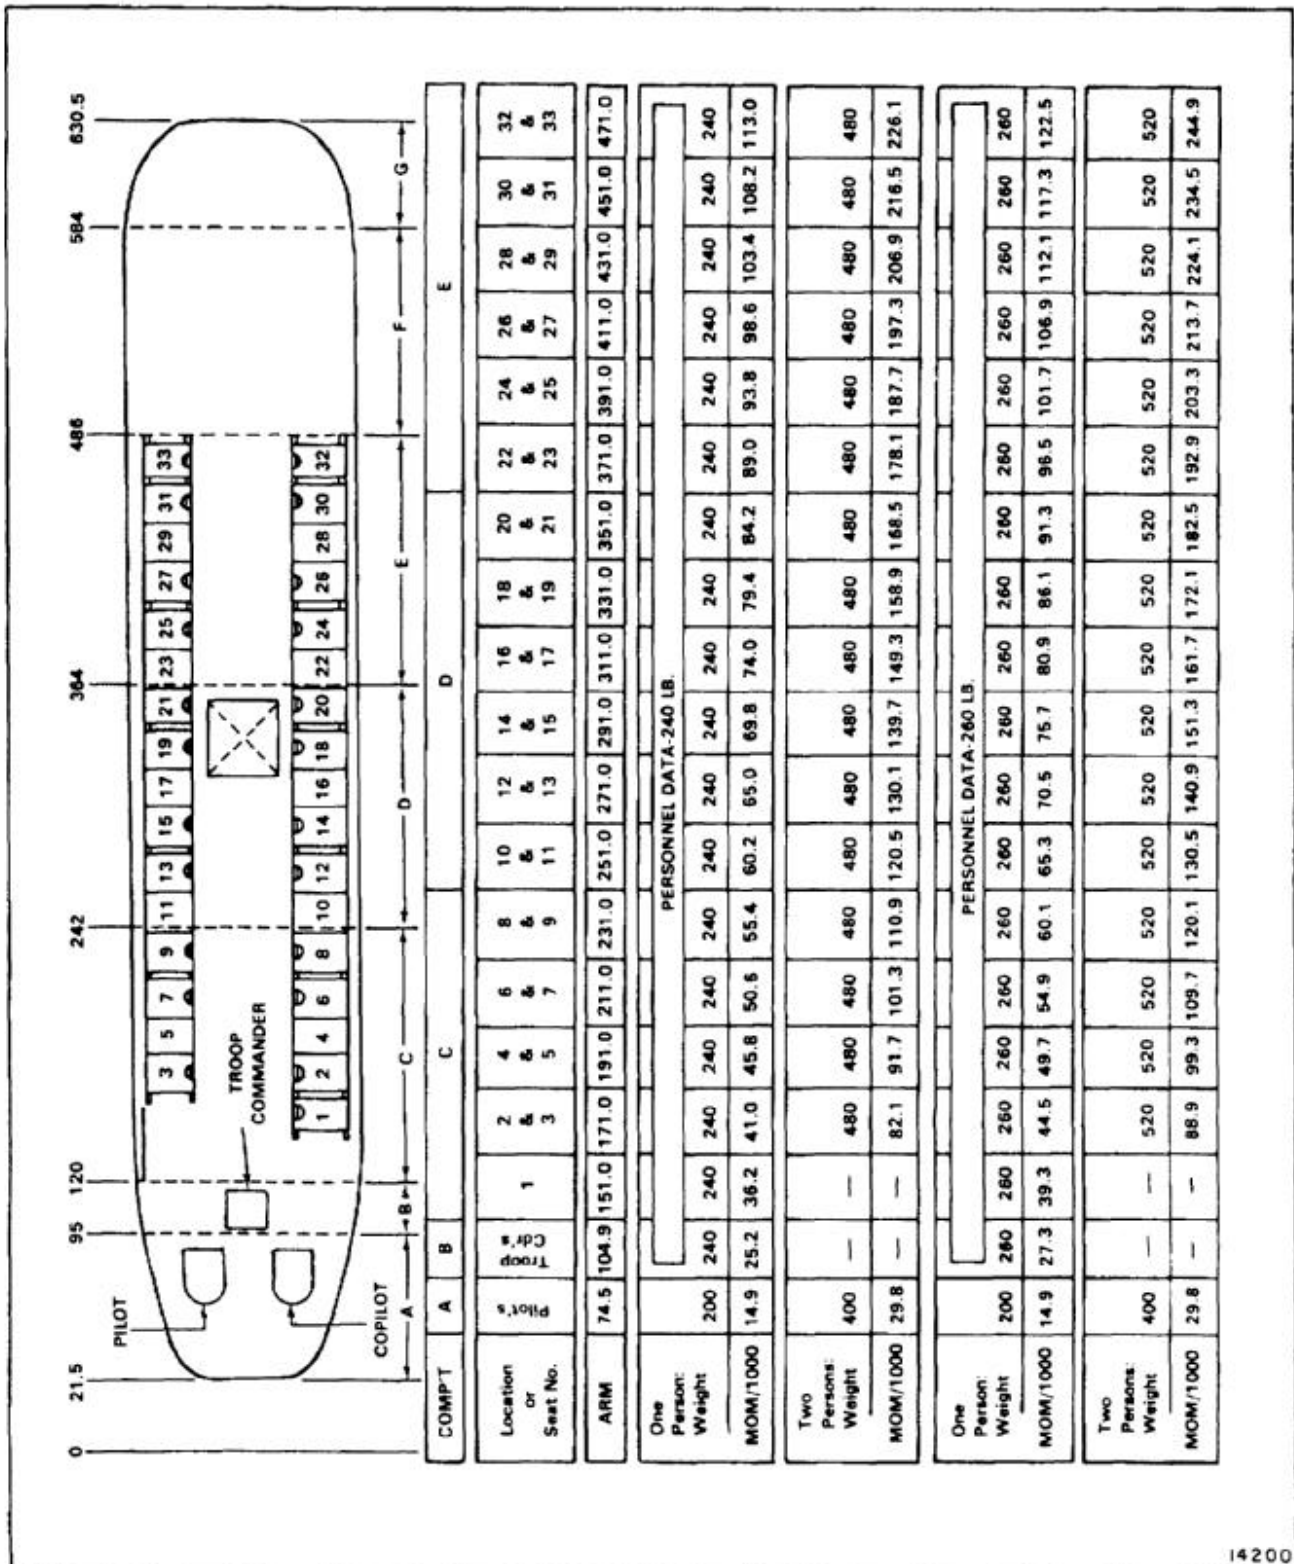 0
21.5
95
120
242
364
486
584
630.5
PILOT
COPILOT
TROOP
COMMANDER
3 5 7 9 11 13 15 17 19 21 23 25 27 29 31 33
1 2 4 6 8 10 12 14 16 18 20 22 24 26 28 30 32
A B C D E F G
COMP'T A B C D E
Location
or
Seat No.
Pilot's
Troop
Cdr's
1
2 & 3
4 & 5
6 & 7
8 & 9
10 & 11
12 & 13
14 & 15
16 & 17
18 & 19
20 & 21
22 & 23
24 & 25
26 & 27
28 & 29
30 & 31
32 & 33
ARM 74.5 104.9 151.0 171.0 191.0 211.0 231.0 251.0 271.0 291.0 311.0 331.0 351.0 371.0 391.0 411.0 431.0 451.0 471.0
PERSONNEL DATA-240 LB.
One
Person:
Weight 200 240 240 240 240 240 240 240 240 240 240 240 240 240 240 240 240 240 240
MOM/1000 14.9 25.2 36.2 41.0 45.8 50.6 55.4 60.2 65.0 69.8 74.0 79.4 84.2 89.0 93.8 98.6 103.4 108.2 113.0
Two
Persons:
Weight 400 — — 480 480 480 480 480 480 480 480 480 480 480 480 480 480 480 480
MOM/1000 29.8 — — 82.1 91.7 101.3 110.9 120.5 130.1 139.7 149.3 158.9 168.5 178.1 187.7 197.3 206.9 216.5 226.1
PERSONNEL DATA-260 LB.
One
Person:
Weight 200 260 260 260 260 260 260 260 260 260 260 260 260 260 260 260 260 260 260
MOM/1000 14.9 27.3 39.3 44.5 49.7 54.9 60.1 65.3 70.5 75.7 80.9 86.1 91.3 96.5 101.7 106.9 112.1 117.3 122.5
Two
Persons:
Weight 400 — — 520 520 520 520 520 520 520 520 520 520 520 520 520 520 520 520
MOM/1000 29.8 — — 88.9 99.3 109.7 120.1 130.5 140.9 151.3 161.7 172.1 182.5 192.9 203.3 213.7 224.1 234.5 244.9
14200